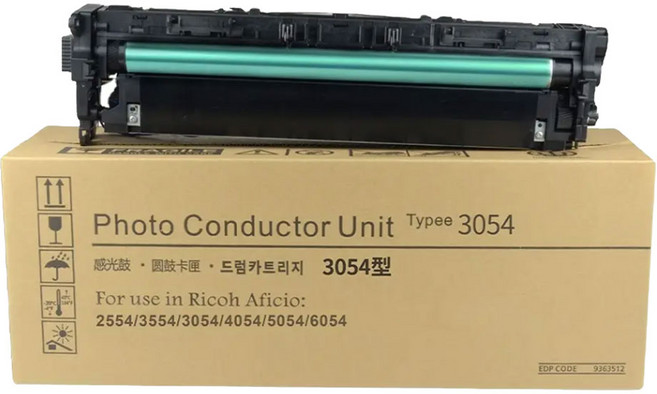 Photo Conductor Unit Typee 3054
感光鼓 · 圆鼓卡匣 · 드럼카트리지 3054型
For use in Ricoh Aficio:
2554/3554/3054/4054/5054/6054
EDP CODE 9363512